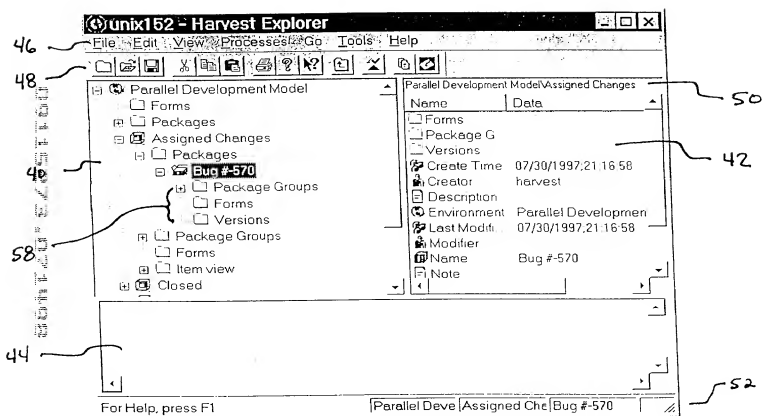 unix152 - Harvest Explorer
46
File Edit View Processes Go Tools Help
48
Parallel Development Model
Forms
Packages
Assigned Changes
Packages
Bug #-570
Package Groups
Forms
Versions
Package Groups
Forms
Item view
Closed
40
58
Parallel Development Model\Assigned Changes
50
Name Data
Forms
Package G
Versions
Create Time 07/30/1997;21:16:58
Creator harvest
Description
Environment Parallel Developmen
Last Modifi... 07/30/1997;21:16:58
Modifier
Name Bug #-570
Note
42
44
For Help, press F1
Parallel Deve Assigned Che Bug #-570
52